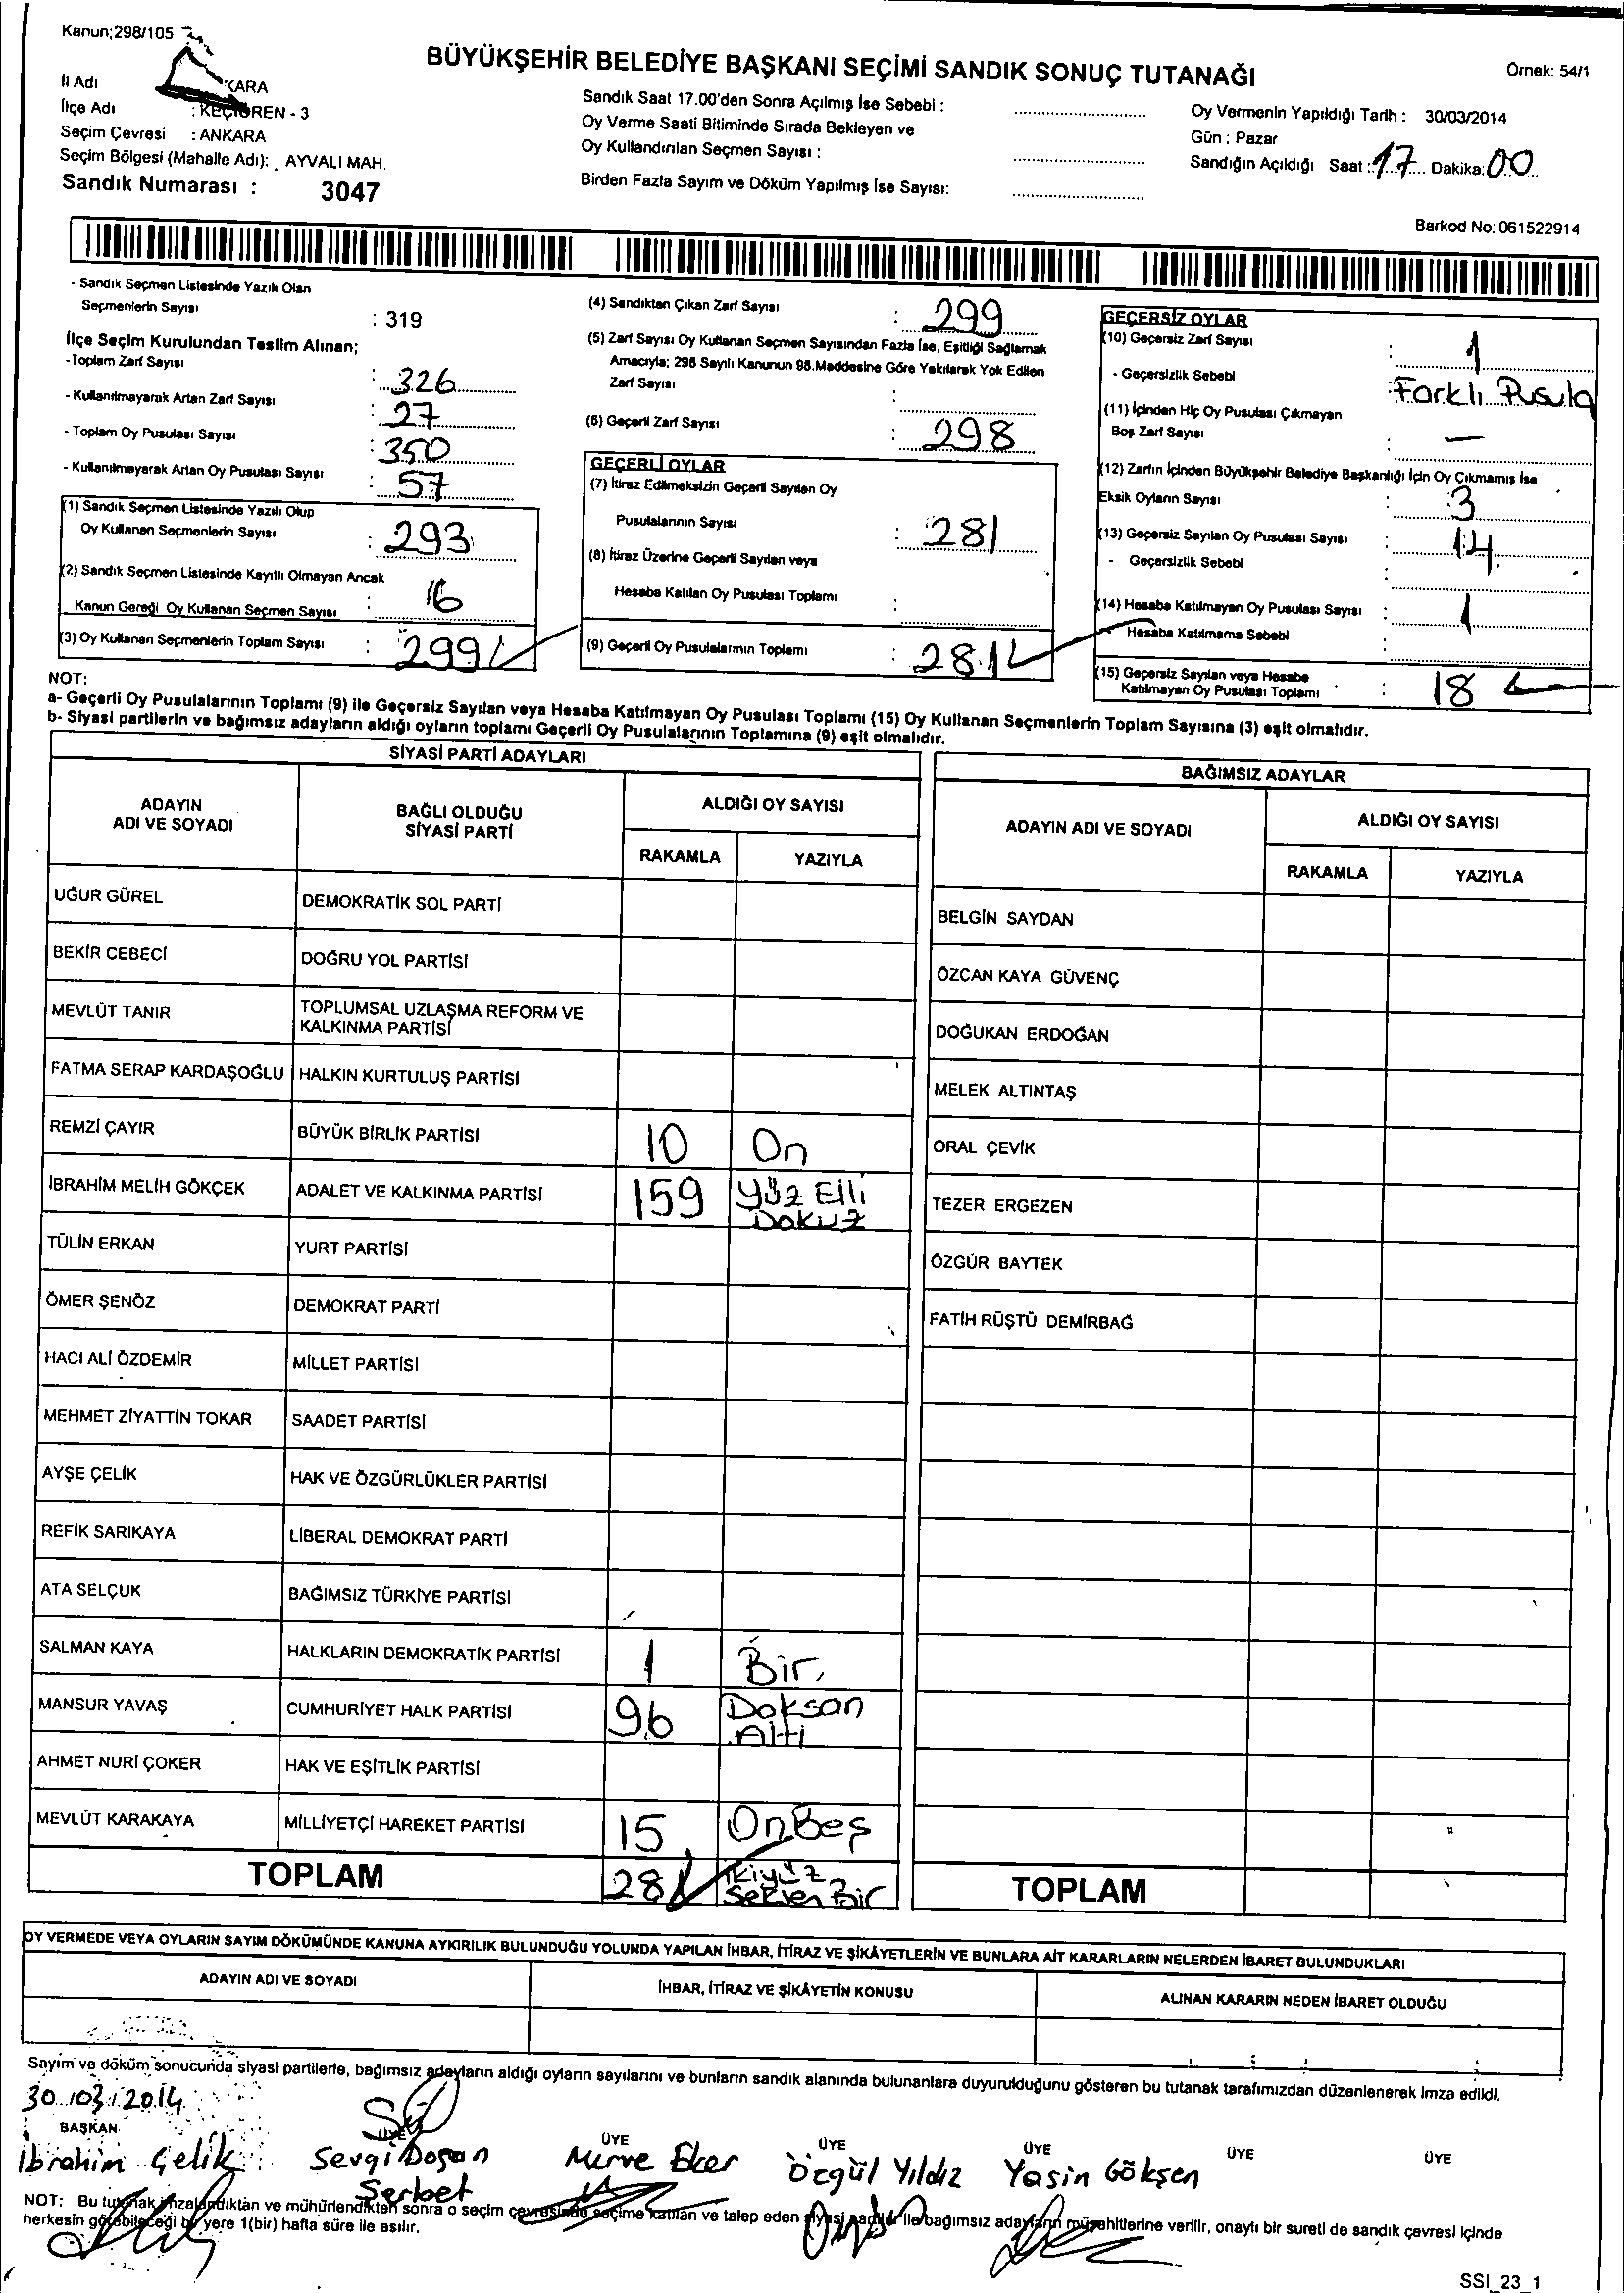 Kanun;298/105
BÜYÜKŞEHİR BELEDİYE BAŞKANI SEÇİMİ SANDIK SONUÇ TUTANAĞI
Örnek: 54/1
İl Adı KARA
İlçe Adı : KEÇİÖREN - 3
Seçim Çevresi : ANKARA
Seçim Bölgesi (Mahalle Adı): AYVALI MAH.
Sandık Numarası : 3047
Sandık Saat 17.00'den Sonra Açılmış İse Sebebi :
Oy Verme Saati Bitiminde Sırada Bekleyen ve
Oy Kullandırılan Seçmen Sayısı :
Birden Fazla Sayım ve Döküm Yapılmış İse Sayısı:
Oy Vermenin Yapıldığı Tarih : 30/03/2014
Gün : Pazar
Sandığın Açıldığı Saat : 17 Dakika: 00
Barkod No: 061522914
- Sandık Seçmen Listesinde Yazılı Olan
Seçmenlerin Sayısı : 319
İlçe Seçim Kurulundan Teslim Alınan;
-Toplam Zarf Sayısı : 326
- Kullanılmayarak Artan Zarf Sayısı : 27
- Toplam Oy Pusulası Sayısı : 350
- Kullanılmayarak Artan Oy Pusulası Sayısı : 57
(1) Sandık Seçmen Listesinde Yazılı Olup
Oy Kullanan Seçmenlerin Sayısı : 293
(2) Sandık Seçmen Listesinde Kayıtlı Olmayan Ancak
Kanun Gereği Oy Kullanan Seçmen Sayısı : 16
(3) Oy Kullanan Seçmenlerin Toplam Sayısı : 299
(4) Sandıktan Çıkan Zarf Sayısı : 299
(5) Zarf Sayısı Oy Kullanan Seçmen Sayısından Fazla İse, Eşitliği Sağlamak
Amacıyla; 298 Sayılı Kanunun 98.Maddesine Göre Yakılarak Yok Edilen
Zarf Sayısı :
(6) Geçerli Zarf Sayısı : 298
GEÇERLİ OYLAR
(7) İtiraz Edilmeksizin Geçerli Sayılan Oy
Pusulalarının Sayısı : 281
(8) İtiraz Üzerine Geçerli Sayılan veya
Hesaba Katılan Oy Pusulası Toplamı :
(9) Geçerli Oy Pusulalarının Toplamı : 281
GEÇERSİZ OYLAR
(10) Geçersiz Zarf Sayısı : 1
- Geçersizlik Sebebi : Farklı Pusula
(11) İçinden Hiç Oy Pusulası Çıkmayan
Boş Zarf Sayısı : —
(12) Zarfın İçinden Büyükşehir Belediye Başkanlığı İçin Oy Çıkmamış İse
Eksik Oyların Sayısı : 3
(13) Geçersiz Sayılan Oy Pusulası Sayısı : 14
- Geçersizlik Sebebi :
(14) Hesaba Katılmayan Oy Pusulası Sayısı : 1
Hesaba Katılmama Sebebi :
(15) Geçersiz Sayılan veya Hesaba
Katılmayan Oy Pusulası Toplamı : 18
NOT:
a- Geçerli Oy Pusulalarının Toplamı (9) ile Geçersiz Sayılan veya Hesaba Katılmayan Oy Pusulası Toplamı (15) Oy Kullanan Seçmenlerin Toplam Sayısına (3) eşit olmalıdır.
b- Siyasi partilerin ve bağımsız adayların aldığı oyların toplamı Geçerli Oy Pusulalarının Toplamına (9) eşit olmalıdır.
SİYASİ PARTİ ADAYLARI
ADAYIN ADI VE SOYADI BAĞLI OLDUĞU SİYASİ PARTİ ALDIĞI OY SAYISI
RAKAMLA YAZIYLA
UĞUR GÜREL DEMOKRATİK SOL PARTİ
BEKİR CEBECİ DOĞRU YOL PARTİSİ
MEVLÜT TANIR TOPLUMSAL UZLAŞMA REFORM VE
KALKINMA PARTİSİ
FATMA SERAP KARDAŞOĞLU HALKIN KURTULUŞ PARTİSİ
REMZİ ÇAYIR BÜYÜK BİRLİK PARTİSİ 10 On
İBRAHİM MELİH GÖKÇEK ADALET VE KALKINMA PARTİSİ 159 Yüz Elli
Dokuz
TÜLİN ERKAN YURT PARTİSİ
ÖMER ŞENÖZ DEMOKRAT PARTİ
HACI ALİ ÖZDEMİR MİLLET PARTİSİ
MEHMET ZİYATTİN TOKAR SAADET PARTİSİ
AYŞE ÇELİK HAK VE ÖZGÜRLÜKLER PARTİSİ
REFİK SARIKAYA LİBERAL DEMOKRAT PARTİ
ATA SELÇUK BAĞIMSIZ TÜRKİYE PARTİSİ
SALMAN KAYA HALKLARIN DEMOKRATİK PARTİSİ 1 Bir
MANSUR YAVAŞ CUMHURİYET HALK PARTİSİ 96 Doksan
Altı
AHMET NURİ ÇOKER HAK VE EŞİTLİK PARTİSİ
MEVLÜT KARAKAYA MİLLİYETÇİ HAREKET PARTİSİ 15 OnBeş
TOPLAM 281 İkiyüz
Seksen Bir
BAĞIMSIZ ADAYLAR
ADAYIN ADI VE SOYADI ALDIĞI OY SAYISI
RAKAMLA YAZIYLA
BELGİN SAYDAN
ÖZCAN KAYA GÜVENÇ
DOĞUKAN ERDOĞAN
MELEK ALTINTAŞ
ORAL ÇEVİK
TEZER ERGEZEN
ÖZGÜR BAYTEK
FATİH RÜŞTÜ DEMİRBAĞ
TOPLAM
OY VERMEDE VEYA OYLARIN SAYIM DÖKÜMÜNDE KANUNA AYKIRILIK BULUNDUĞU YOLUNDA YAPILAN İHBAR, İTİRAZ VE ŞİKÂYETLERİN VE BUNLARA AİT KARARLARIN NELERDEN İBARET BULUNDUKLARI
ADAYIN ADI VE SOYADI İHBAR, İTİRAZ VE ŞİKÂYETİN KONUSU ALINAN KARARIN NEDEN İBARET OLDUĞU
Sayım ve döküm sonucunda siyasi partilerle, bağımsız adayların aldığı oyların sayılarını ve bunların sandık alanında bulunanlara duyurulduğunu gösteren bu tutanak tarafımızdan düzenlenerek imza edildi.
30.03.2014
BAŞKAN ÜYE ÜYE ÜYE ÜYE ÜYE ÜYE
İbrahim Çelik Sevgi Doğan Merve Eker Özgül Yıldız Yasin Gökşen
Serbet
NOT: Bu tutanak imzalandıktan ve mühürlendikten sonra o seçim çevresinde seçime katılan ve talep eden siyasi partiler ile bağımsız adayların müşahitlerine verilir, onaylı bir sureti de sandık çevresi içinde
herkesin görebileceği bir yere 1(bir) hafta süre ile asılır.
SSI_23_1